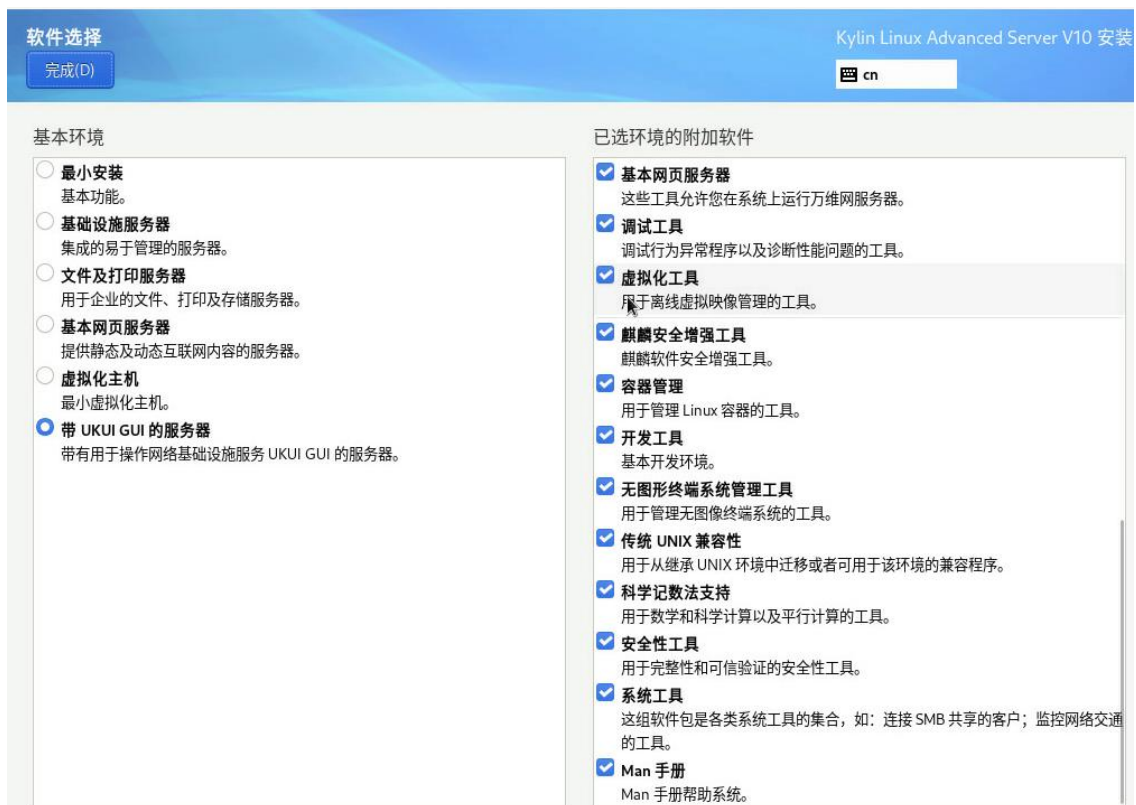 软件选择
完成(D)
Kylin Linux Advanced Server V10 安装
cn
基本环境
最小安装
基本功能。
基础设施服务器
集成的易于管理的服务器。
文件及打印服务器
用于企业的文件、打印及存储服务器。
基本网页服务器
提供静态及动态互联网内容的服务器。
虚拟化主机
最小虚拟化主机。
带 UKUI GUI 的服务器
带有用于操作网络基础设施服务 UKUI GUI 的服务器。
已选环境的附加软件
基本网页服务器
这些工具允许您在系统上运行万维网服务器。
调试工具
调试行为异常程序以及诊断性能问题的工具。
虚拟化工具
用于离线虚拟映像管理的工具。
麒麟安全增强工具
麒麟软件安全增强工具。
容器管理
用于管理 Linux 容器的工具。
开发工具
基本开发环境。
无图形终端系统管理工具
用于管理无图像终端系统的工具。
传统 UNIX 兼容性
用于从继承 UNIX 环境中迁移或者可用于该环境的兼容程序。
科学记数法支持
用于数学和科学计算以及平行计算的工具。
安全性工具
用于完整性和可信验证的安全性工具。
系统工具
这组软件包是各类系统工具的集合，如：连接 SMB 共享的客户；监控网络交通
的工具。
Man 手册
Man 手册帮助系统。